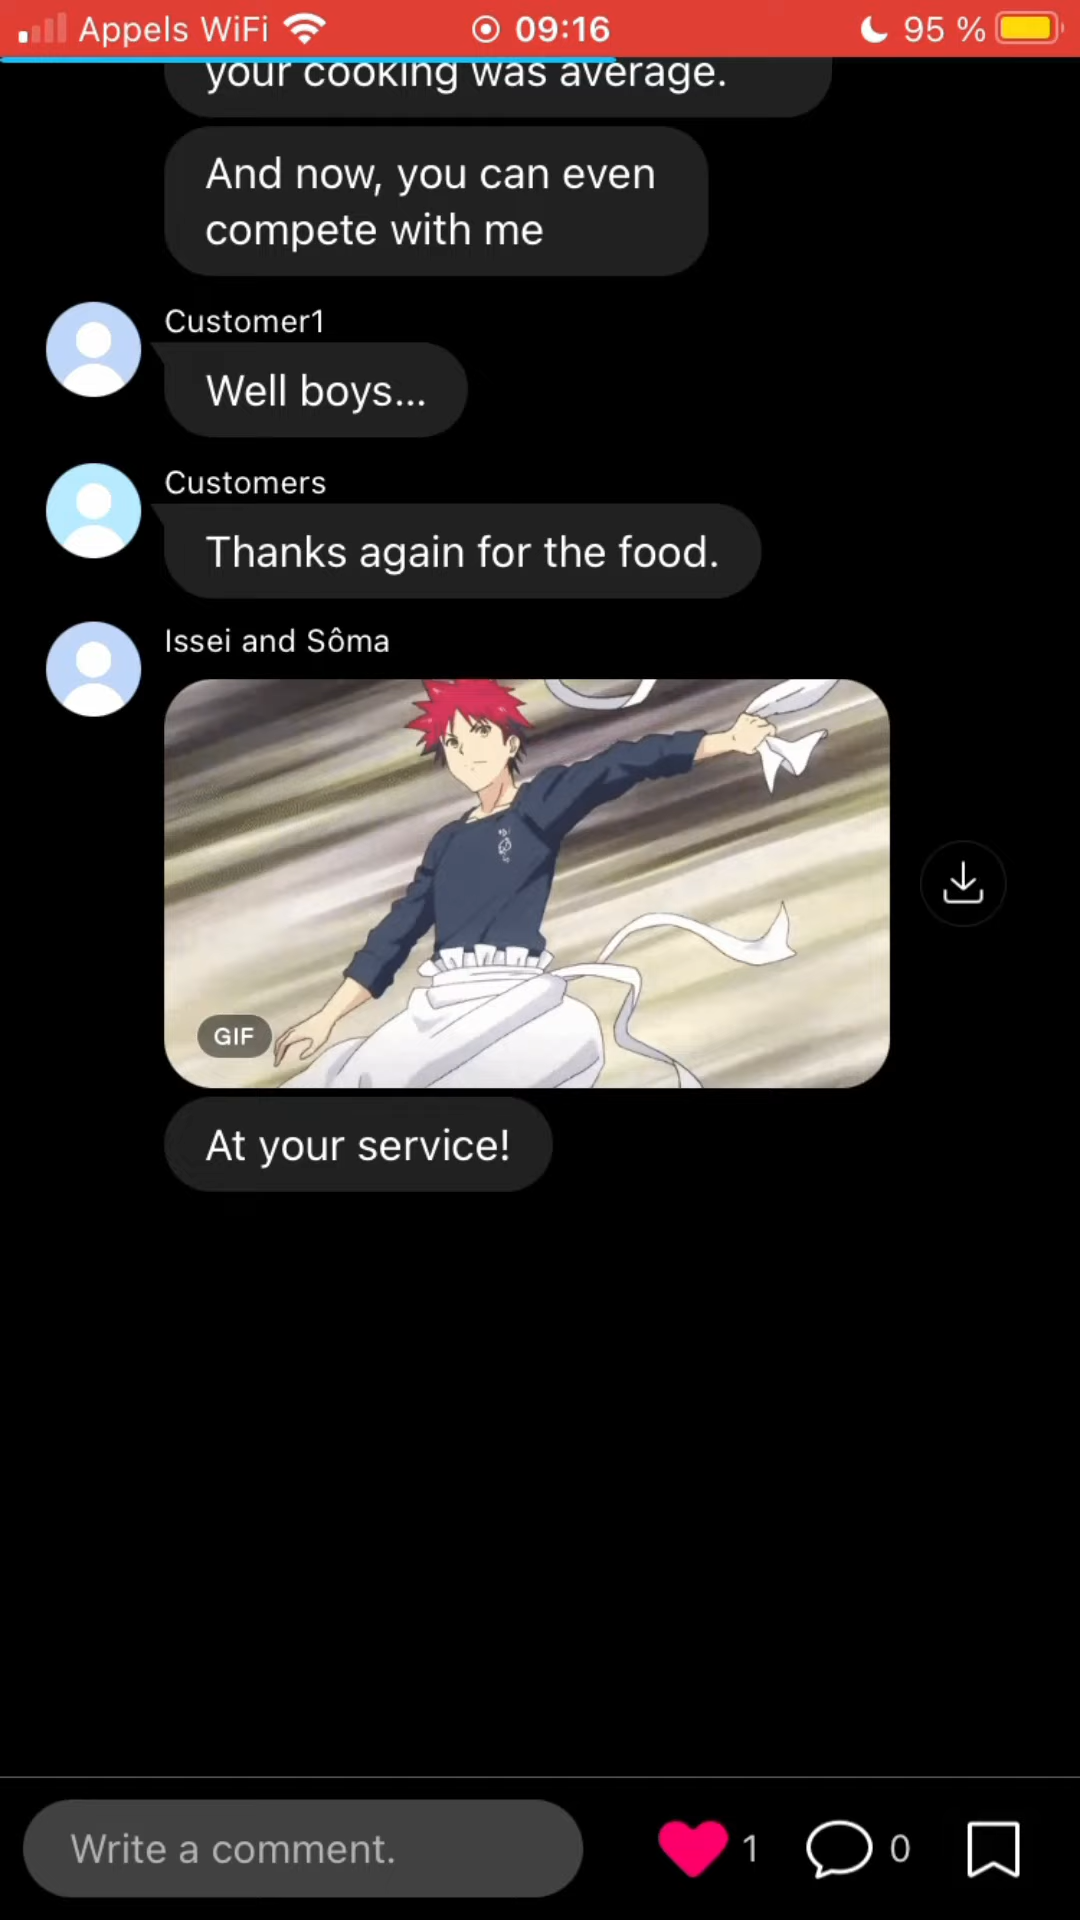 Appels WiFi 09:16 95 %
your cooking was average.
And now, you can even
compete with me
Customer1
Well boys...
Customers
Thanks again for the food.
Issei and Sôma
GIF
At your service!
Write a comment. 1 0